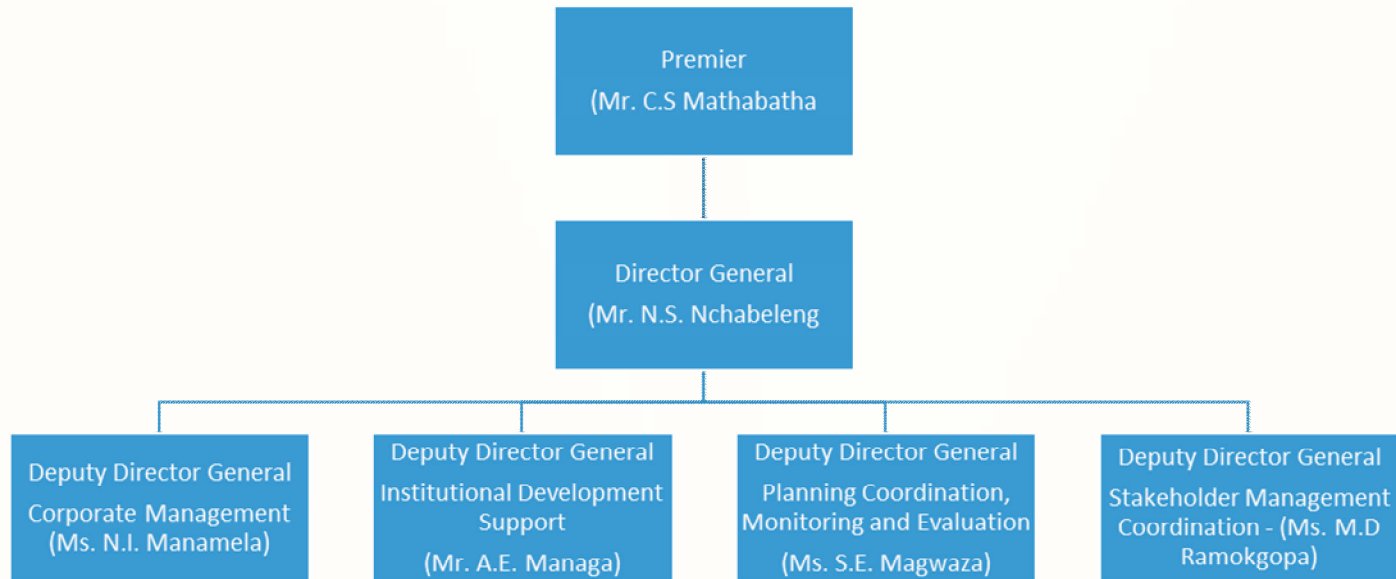 Premier
(Mr. C.S Mathabatha
Director General
(Mr. N.S. Nchabeleng
Deputy Director General
Corporate Management
(Ms. N.I. Manamela)
Deputy Director General
Institutional Development
Support
(Mr. A.E. Managa)
Deputy Director General
Planning Coordination,
Monitoring and Evaluation
(Ms. S.E. Magwaza)
Deputy Director General
Stakeholder Management
Coordination - (Ms. M.D
Ramokgopa)